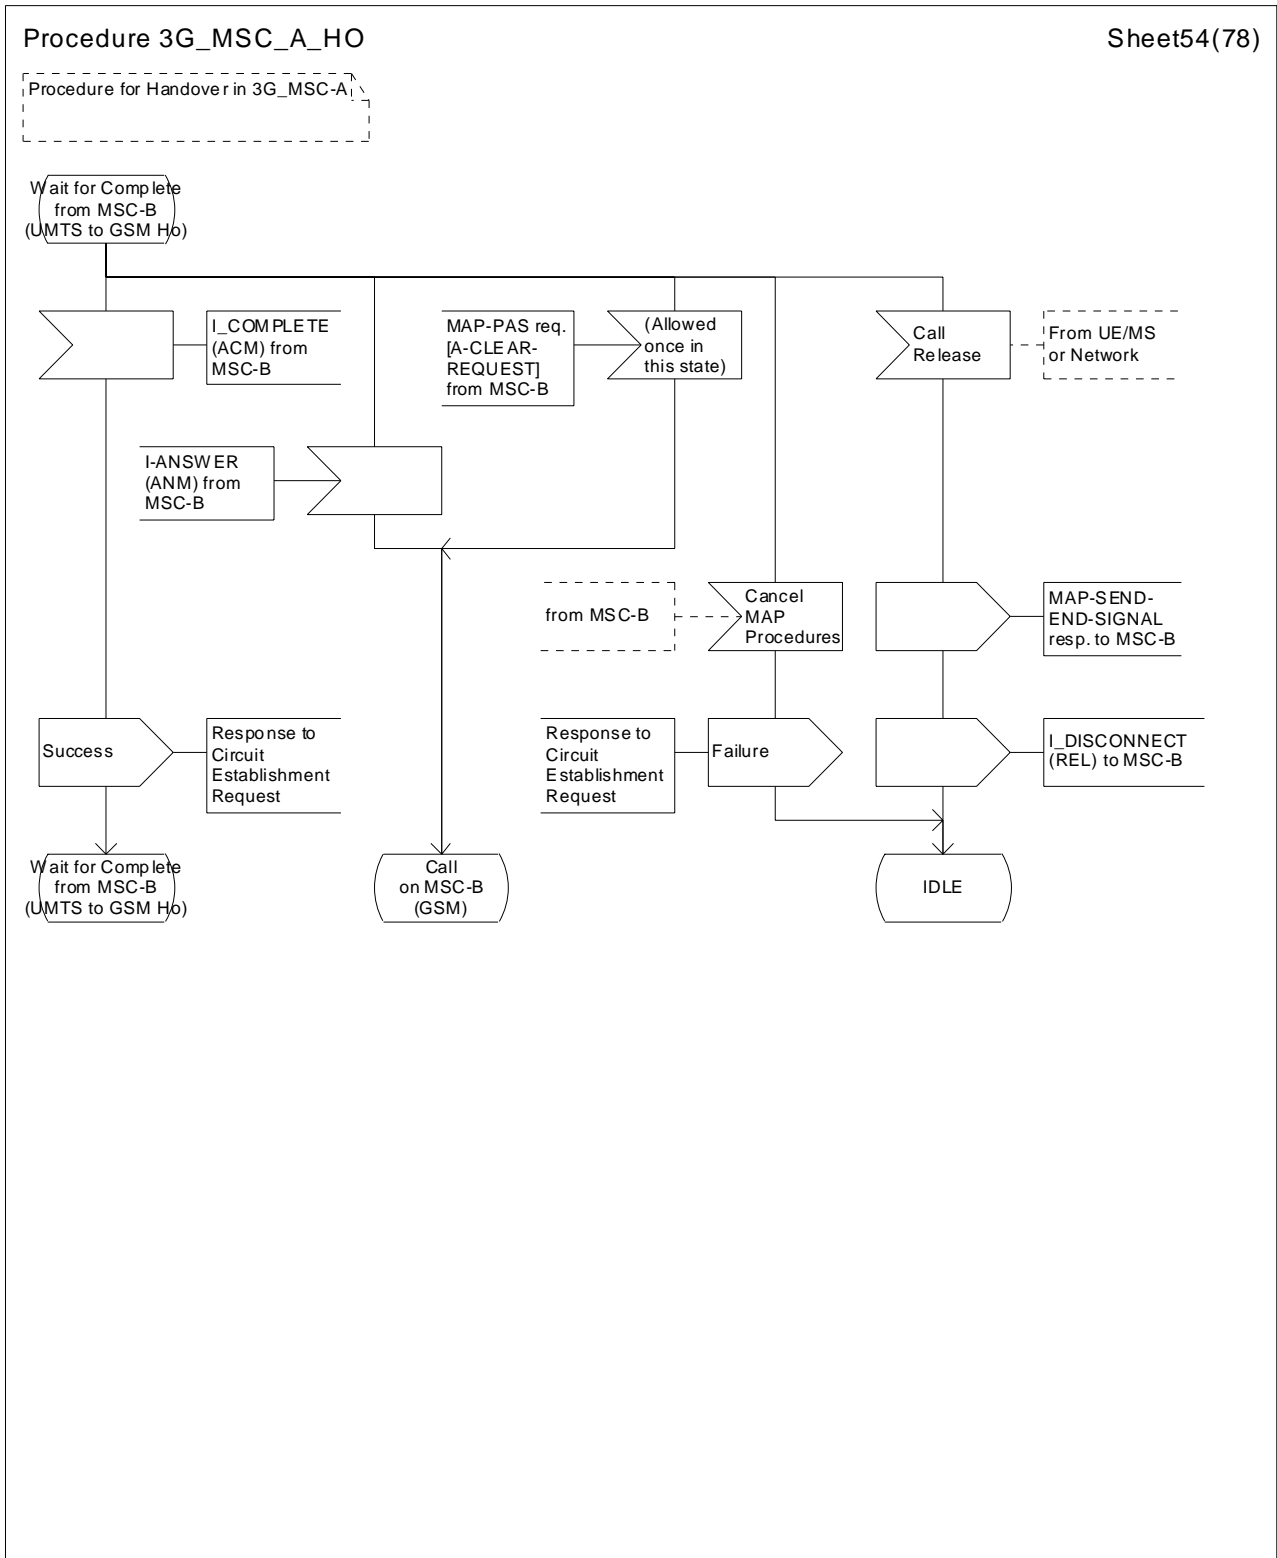 Procedure 3G_MSC_A_HO
Sheet54(78)
Procedure for Handover in 3G_MSC-A
Wait for Complete
from MSC-B
(UMTS to GSM Ho)
I_COMPLETE
(ACM) from
MSC-B
MAP-PAS req.
[A-CLEAR-
REQUEST]
from MSC-B
(Allowed
once in
this state)
Call
Release
From UE/MS
or Network
I-ANSWER
(ANM) from
MSC-B
from MSC-B
Cancel
MAP
Procedures
MAP-SEND-
END-SIGNAL
resp. to MSC-B
Success
Response to
Circuit
Establishment
Request
Response to
Circuit
Establishment
Request
Failure
I_DISCONNECT
(REL) to MSC-B
Wait for Complete
from MSC-B
(UMTS to GSM Ho)
Call
on MSC-B
(GSM)
IDLE